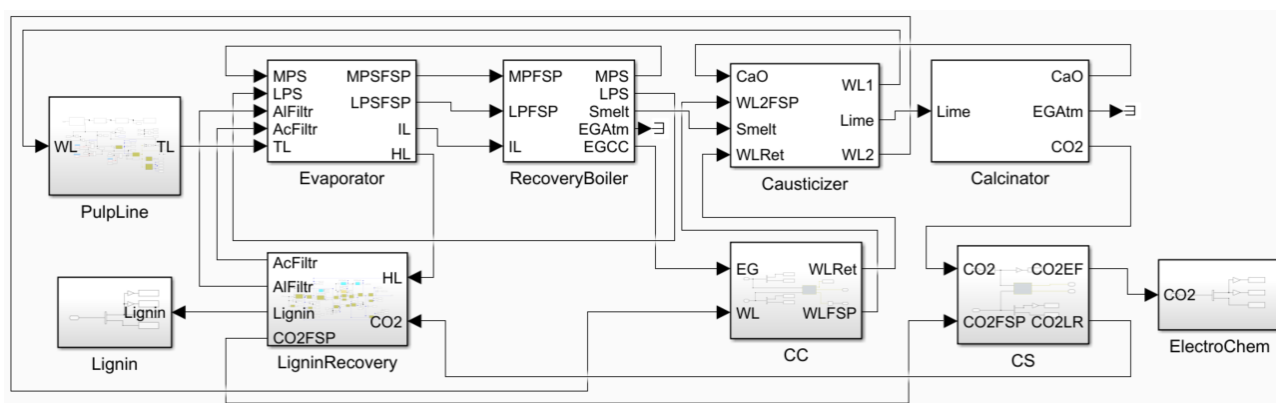 WL TL
PulpLine
MPS MPSFSP
LPS LPSFSP
AlFiltr
AcFiltr IL
TL HL
Evaporator
MPFSP MPS
LPS
LPFSP Smelt
EGAtm
IL EGCC
RecoveryBoiler
CaO WL1
WL2FSP
Smelt Lime
WLRet WL2
Causticizer
CaO
Lime EGAtm
CO2
Calcinator
Lignin
Lignin
AcFiltr HL
AlFiltr
Lignin CO2
CO2FSP
LigninRecovery
EG WLRet
WL WLFSP
CC
CO2 CO2EF
CO2FSP CO2LR
CS
CO2
ElectroChem